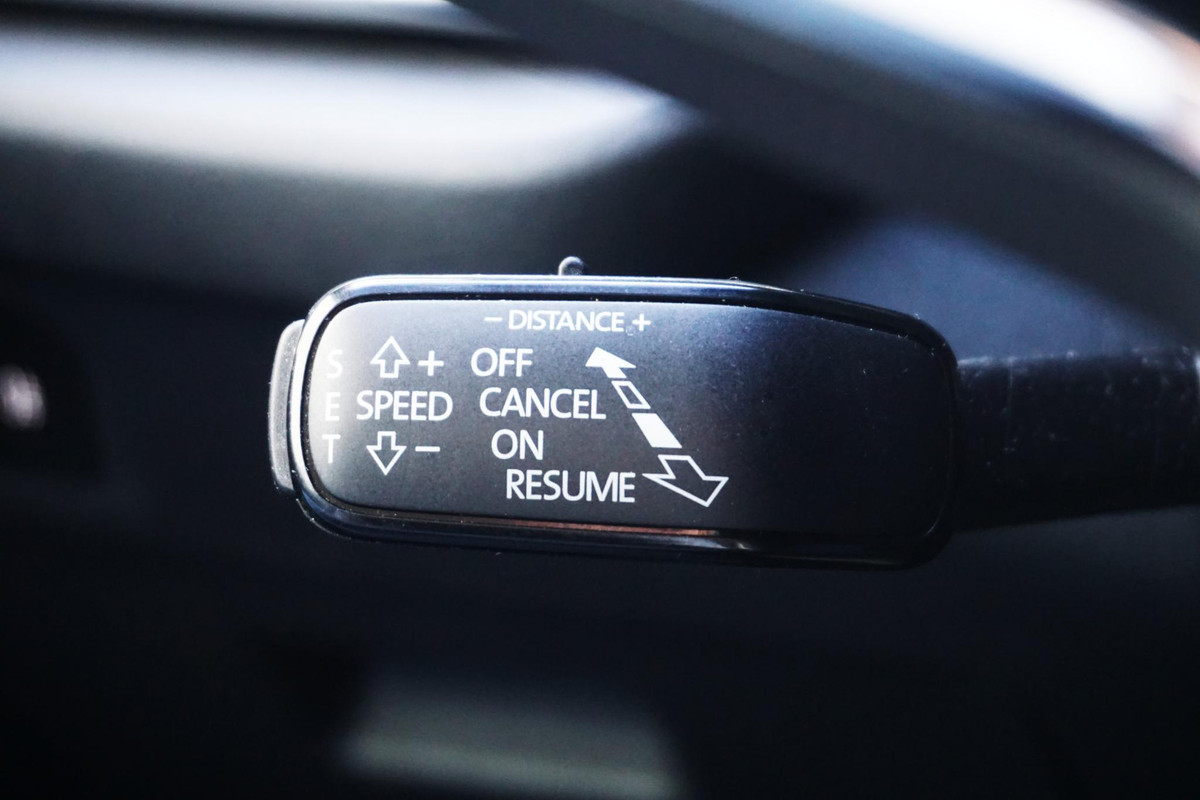 – DISTANCE +
S + OFF
E SPEED CANCEL
T – ON
RESUME